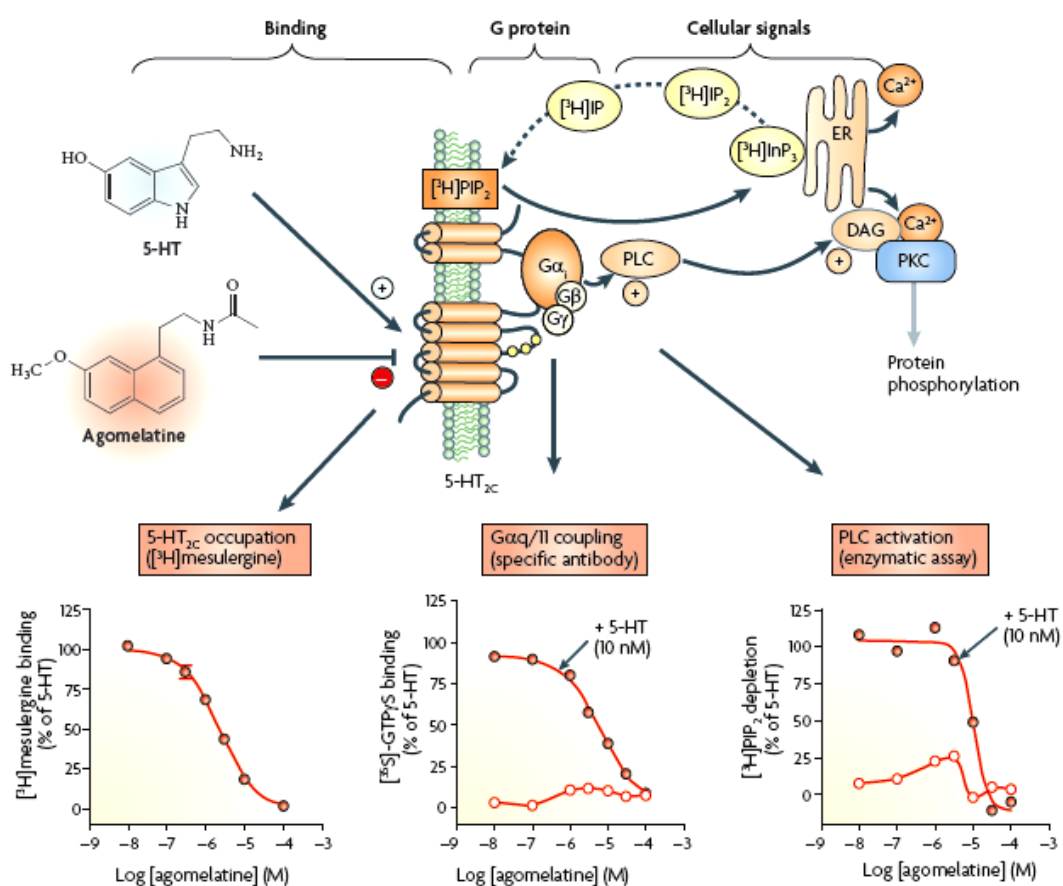 Binding
G protein
Cellular signals
HO
NH₂
N
H
5-HT
O
N
H
O
H₃C
Agomelatine
[³H]PIP₂
[³H]IP
[³H]IP₂
[³H]InP₃
ER
Ca²⁺
Gαᵢ
Gβ
Gγ
PLC
+
DAG
+
Ca²⁺
PKC
+
−
Protein
phosphorylation
5-HT₂C
5-HT₂C occupation
([³H]mesulergine)
Gαq/11 coupling
(specific antibody)
PLC activation
(enzymatic assay)
[³H]mesulergine binding
(% of 5-HT)
125
100
75
50
25
0
−9
−8
−7
−6
−5
−4
−3
Log [agomelatine] (M)
[³⁵S]-GTPγS binding
(% of 5-HT)
125
100
75
50
25
0
+ 5-HT
(10 nM)
−9
−8
−7
−6
−5
−4
−3
Log [agomelatine] (M)
[³H]PIP₂ depletion
(% of 5-HT)
125
100
75
50
25
0
+ 5-HT
(10 nM)
−9
−8
−7
−6
−5
−4
−3
Log [agomelatine] (M)